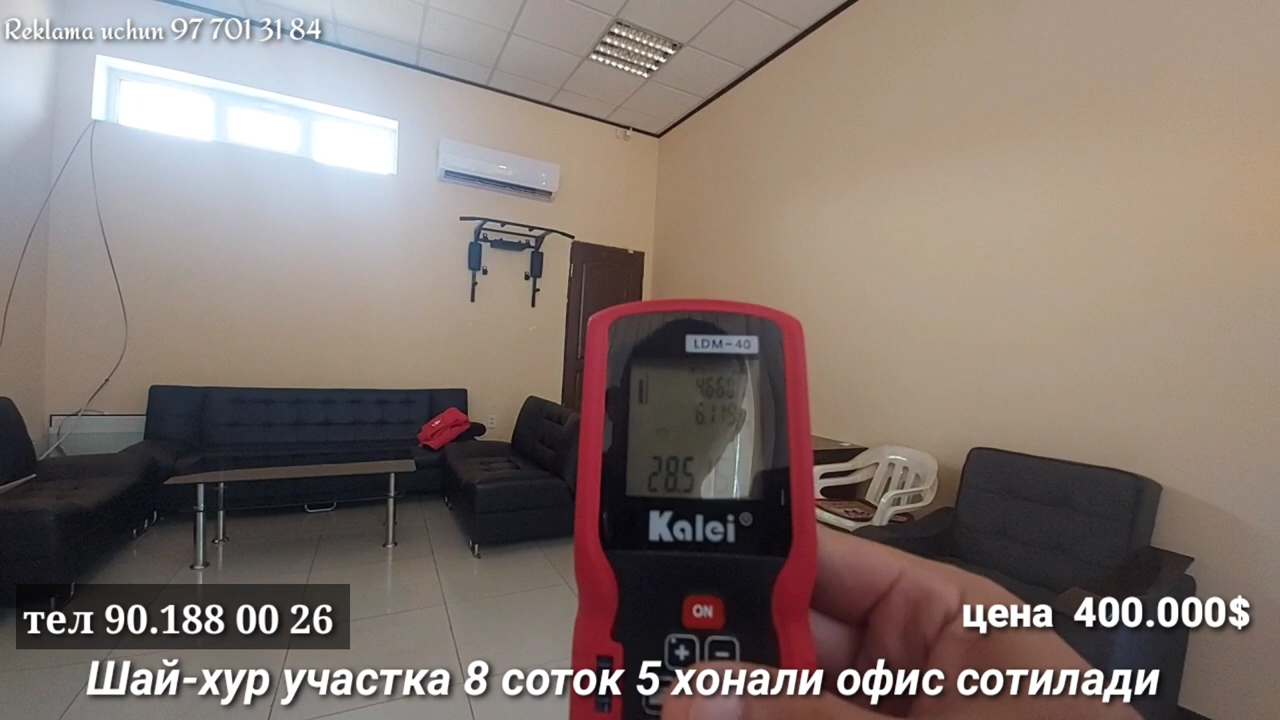 Reklama uchun 97 701 31 84
LDM-40
4.660
6.119
28.5
Kalei®
ON
+ −
тел 90.188 00 26
цена 400.000$
Шай-хур участка 8 соток 5 хонали офис сотилади